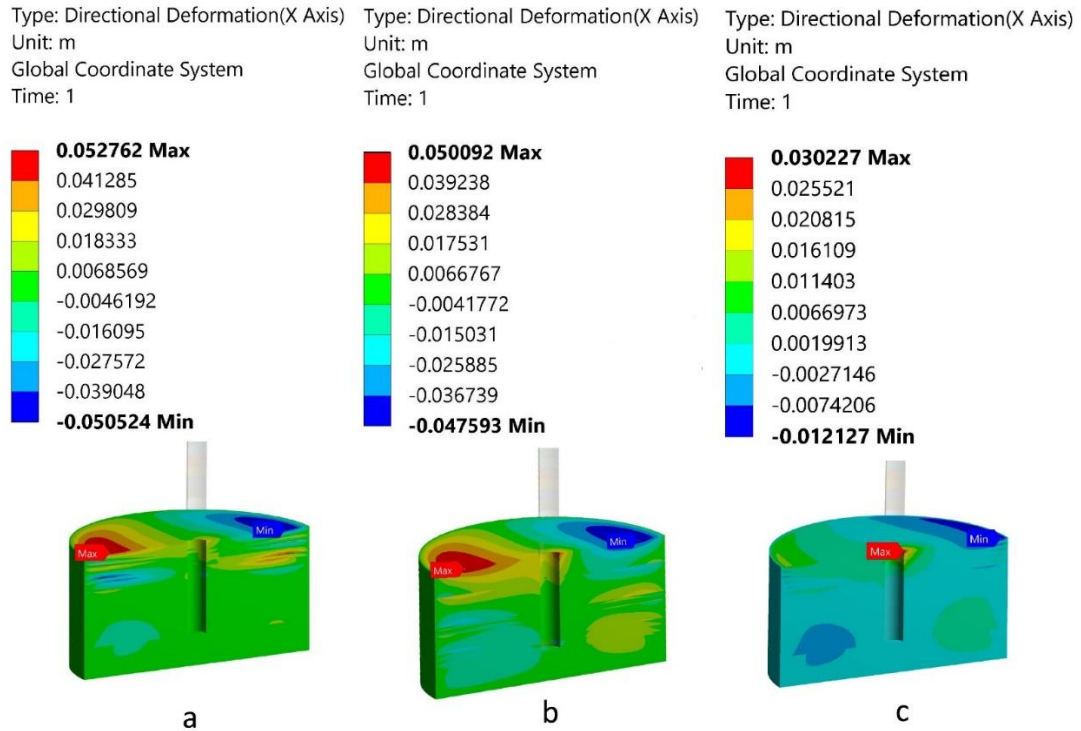 Type: Directional Deformation(X Axis)
Unit: m
Global Coordinate System
Time: 1
0.052762 Max
0.041285
0.029809
0.018333
0.0068569
-0.0046192
-0.016095
-0.027572
-0.039048
-0.050524 Min
Max
Min
a
Type: Directional Deformation(X Axis)
Unit: m
Global Coordinate System
Time: 1
0.050092 Max
0.039238
0.028384
0.017531
0.0066767
-0.0041772
-0.015031
-0.025885
-0.036739
-0.047593 Min
Max
Min
b
Type: Directional Deformation(X Axis)
Unit: m
Global Coordinate System
Time: 1
0.030227 Max
0.025521
0.020815
0.016109
0.011403
0.0066973
0.0019913
-0.0027146
-0.0074206
-0.012127 Min
Max
Min
c